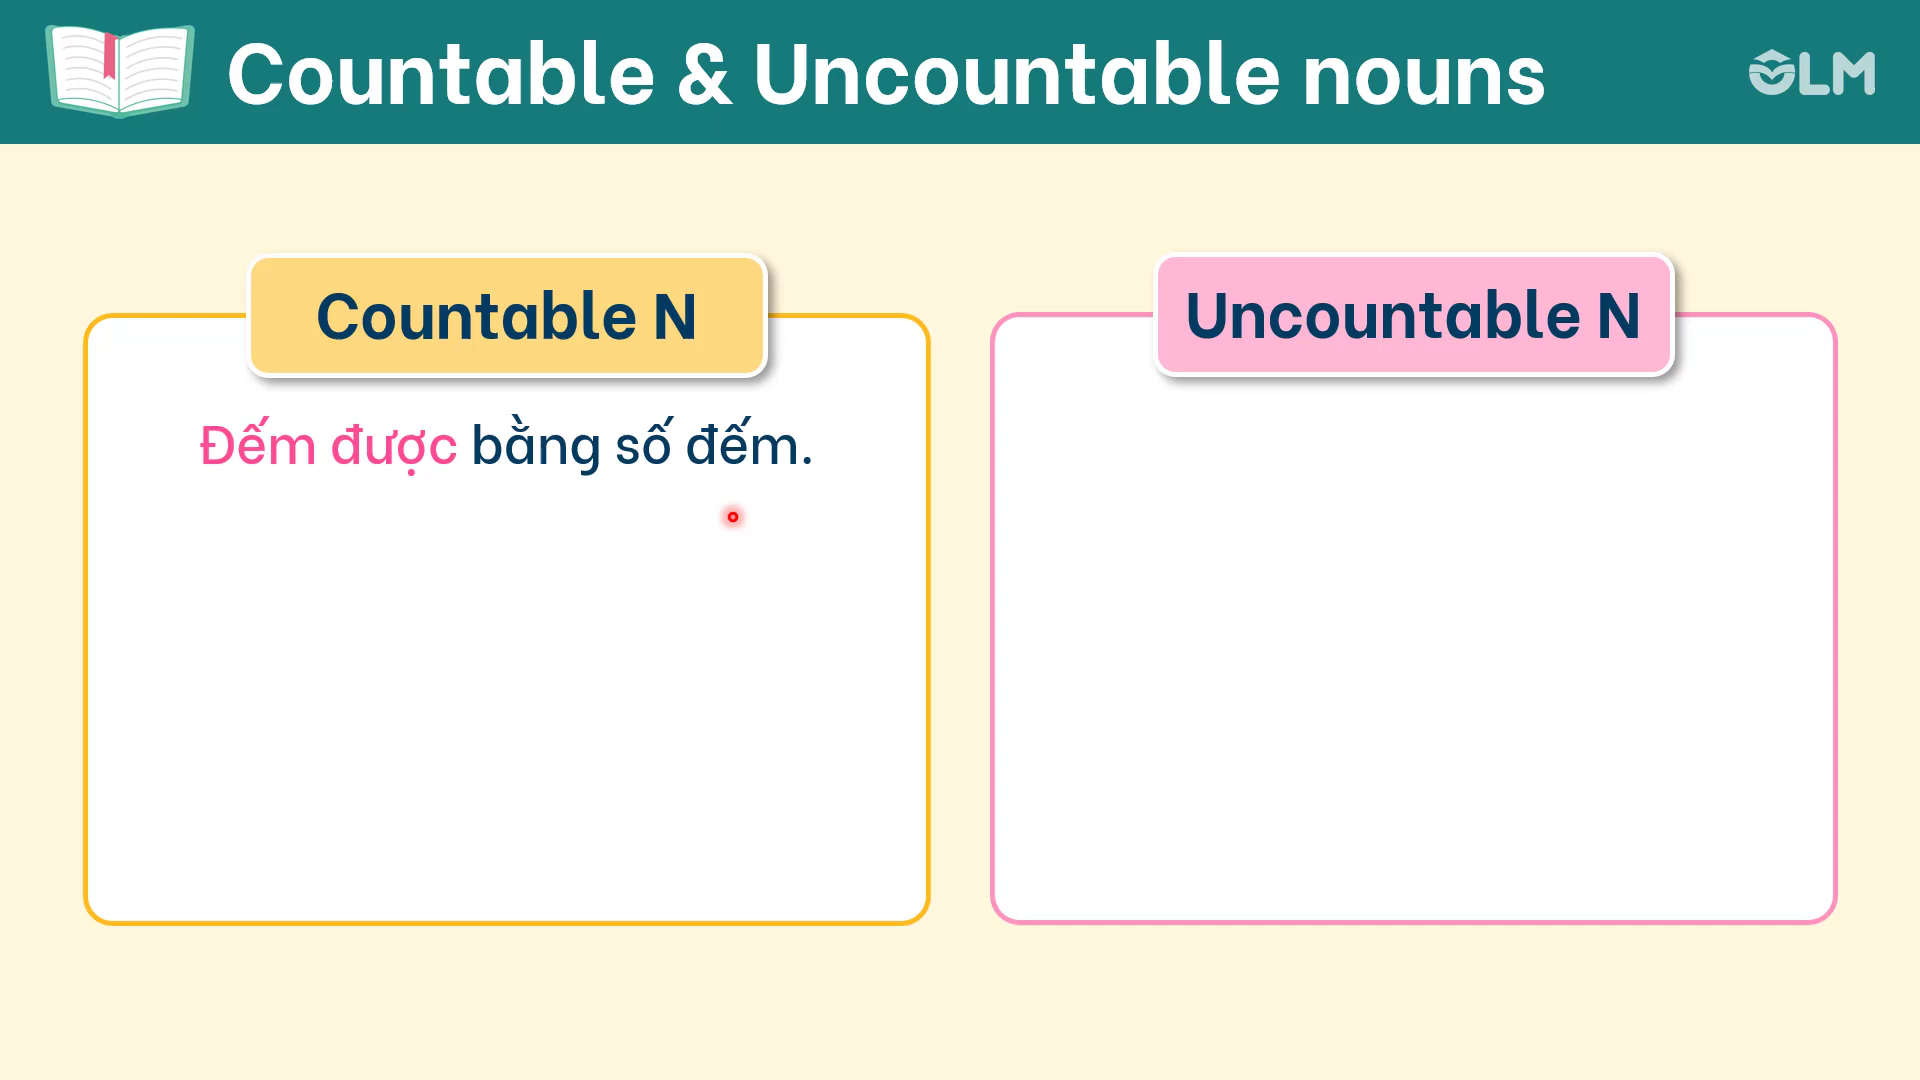 Countable & Uncountable nouns
OLM
Countable N
Uncountable N
Đếm được bằng số đếm.